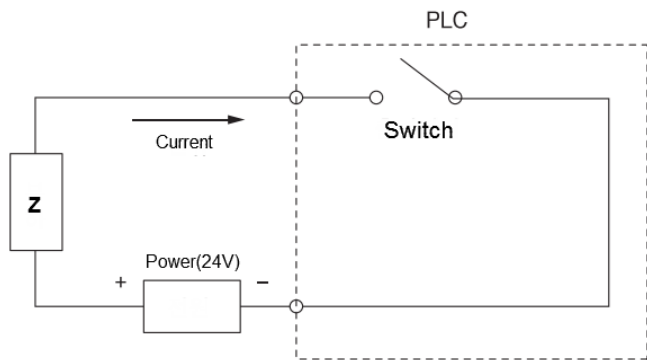 PLC
Switch
Current
Z
Power(24V)
+
−